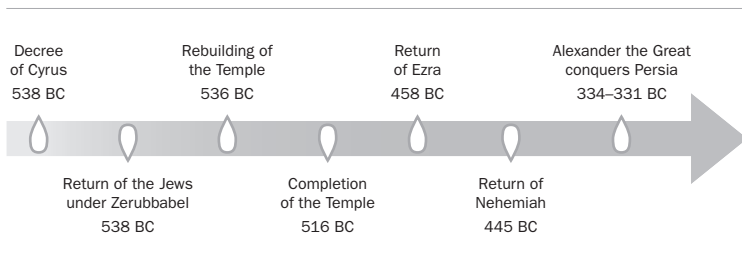 Decree
of Cyrus
538 BC
Return of the Jews
under Zerubbabel
538 BC
Rebuilding of
the Temple
536 BC
Completion
of the Temple
516 BC
Return
of Ezra
458 BC
Return of
Nehemiah
445 BC
Alexander the Great
conquers Persia
334–331 BC